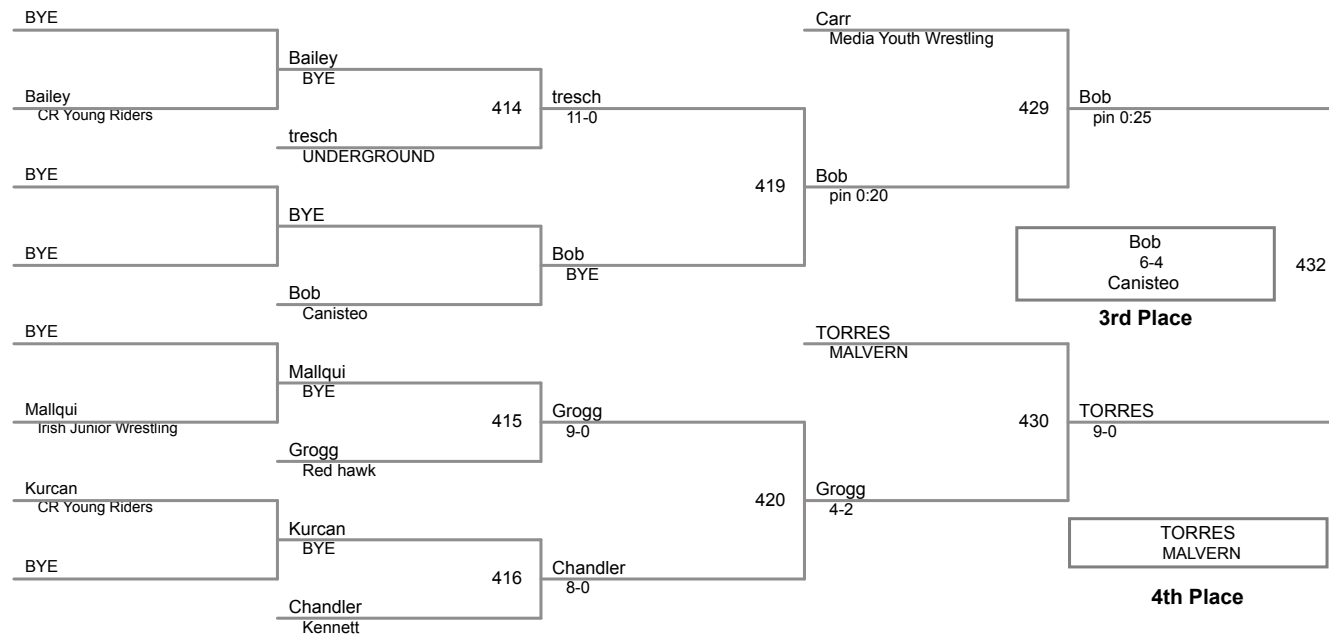 BYE
Bailey
CR Young Riders
BYE
BYE
BYE
Mallqui
Irish Junior Wrestling
Kurcan
CR Young Riders
BYE
Bailey
BYE
414
tresch
UNDERGROUND
BYE
Bob
Canisteo
Mallqui
BYE
415
Grogg
Red hawk
Kurcan
BYE
416
Chandler
Kennett
tresch
11-0
419
Bob
BYE
Grogg
9-0
420
Chandler
8-0
Carr
Media Youth Wrestling
429
Bob
pin 0:20
TORRES
MALVERN
430
Grogg
4-2
Bob
pin 0:25
Bob
6-4
Canisteo
432
3rd Place
TORRES
9-0
TORRES
MALVERN
4th Place